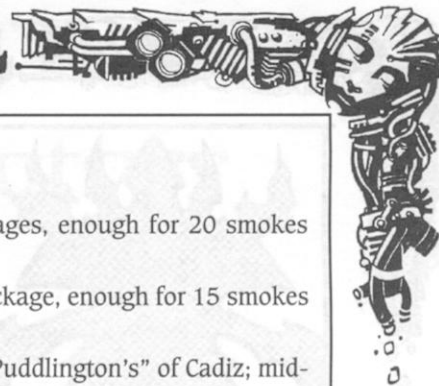 ages, enough for 20 smokes
ckage, enough for 15 smokes
Puddlington's" of Cadiz; mid-